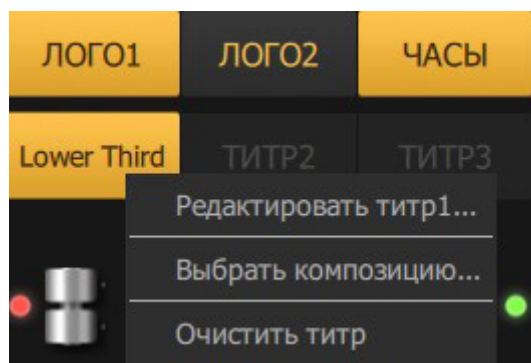 ЛОГО1 ЛОГО2 ЧАСЫ
Lower Third ТИТР2 ТИТР3
Редактировать титр1...
Выбрать композицию...
Очистить титр